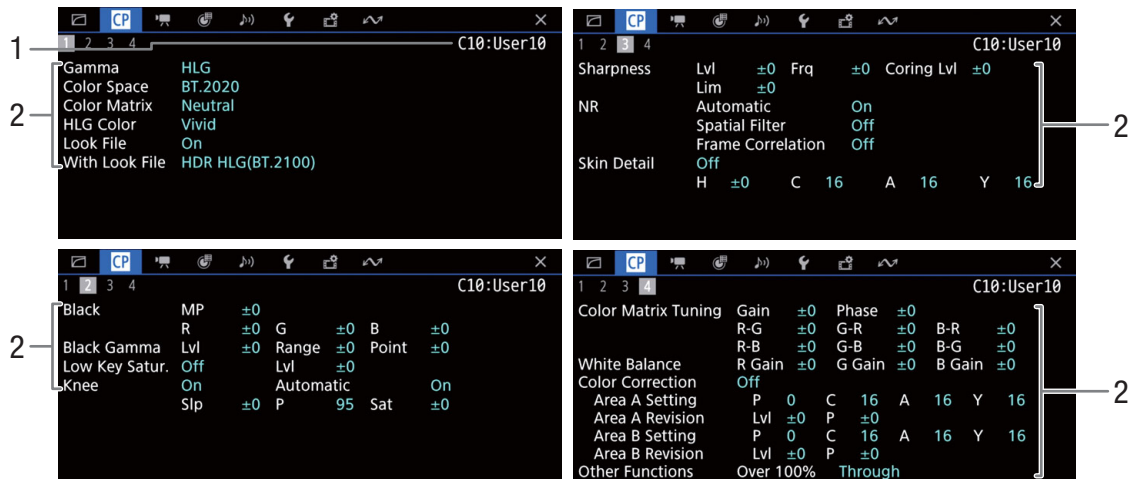 CP
1 2 3 4 C10:User10
1
Gamma HLG
Color Space BT.2020
Color Matrix Neutral
HLG Color Vivid
Look File On
With Look File HDR HLG(BT.2100)
2
CP
1 2 3 4 C10:User10
Sharpness Lvl ±0 Frq ±0 Coring Lvl ±0
Lim ±0
NR Automatic On
Spatial Filter Off
Frame Correlation Off
Skin Detail Off
H ±0 C 16 A 16 Y 16
2
CP
1 2 3 4 C10:User10
Black MP ±0
R ±0 G ±0 B ±0
Black Gamma Lvl ±0 Range ±0 Point ±0
Low Key Satur. Off Lvl ±0
Knee On Automatic On
Slp ±0 P 95 Sat ±0
2
CP
1 2 3 4 C10:User10
Color Matrix Tuning Gain ±0 Phase ±0
R-G ±0 G-R ±0 B-R ±0
R-B ±0 G-B ±0 B-G ±0
White Balance R Gain ±0 G Gain ±0 B Gain ±0
Color Correction Off
Area A Setting P 0 C 16 A 16 Y 16
Area A Revision Lvl ±0 P ±0
Area B Setting P 0 C 16 A 16 Y 16
Area B Revision Lvl ±0 P ±0
Other Functions Over 100% Through
2